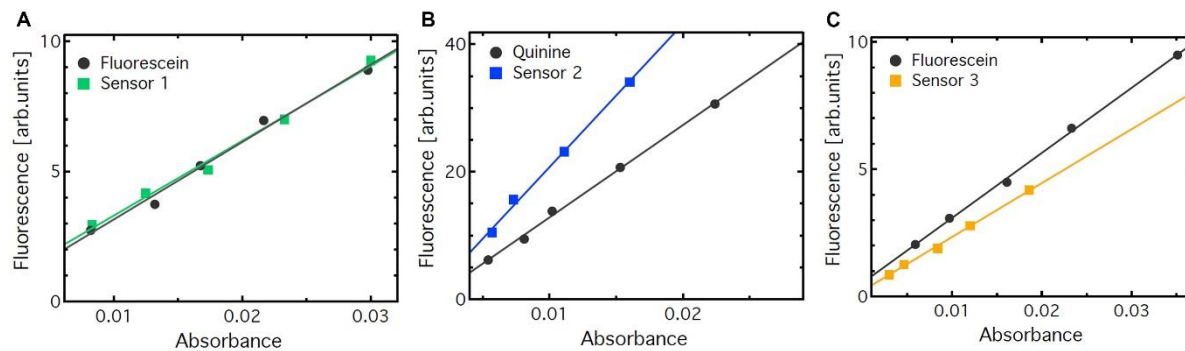 A
Fluorescence [arb.units]
10
5
0
Fluorescein
Sensor 1
0.01
0.02
0.03
Absorbance
B
Fluorescence [arb.units]
40
20
0
Quinine
Sensor 2
0.01
0.02
Absorbance
C
Fluorescence [arb.units]
10
5
0
Fluorescein
Sensor 3
0.01
0.02
0.03
Absorbance